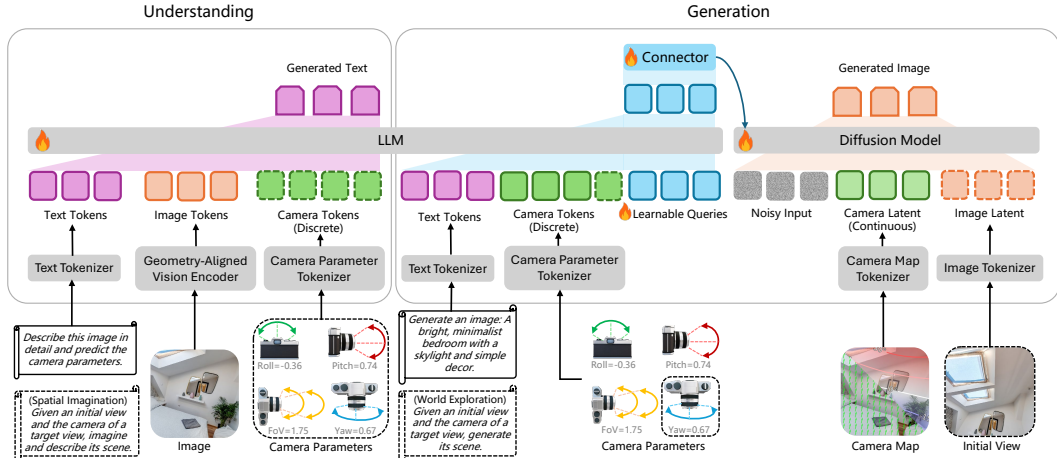 Understanding
Generation
Generated Text
Connector
Generated Image
LLM
Diffusion Model
Text Tokens
Image Tokens
Camera Tokens
(Discrete)
Text Tokens
Camera Tokens
(Discrete)
Learnable Queries
Noisy Input
Camera Latent
(Continuous)
Image Latent
Text Tokenizer
Geometry-Aligned
Vision Encoder
Camera Parameter
Tokenizer
Text Tokenizer
Camera Parameter
Tokenizer
Camera Map
Tokenizer
Image Tokenizer
Describe this image in
detail and predict the
camera parameters.
(Spatial Imagination)
Given an initial view
and the camera of a
target view, imagine
and describe its scene.
Image
Roll=-0.36
Pitch=0.74
FoV=1.75
Yaw=0.67
Camera Parameters
Generate an image: A
bright, minimalist
bedroom with a
skylight and simple
decor.
(World Exploration)
Given an initial view
and the camera of a
target view, generate
its scene.
Roll=-0.36
Pitch=0.74
FoV=1.75
Yaw=0.67
Camera Parameters
Camera Map
Initial View